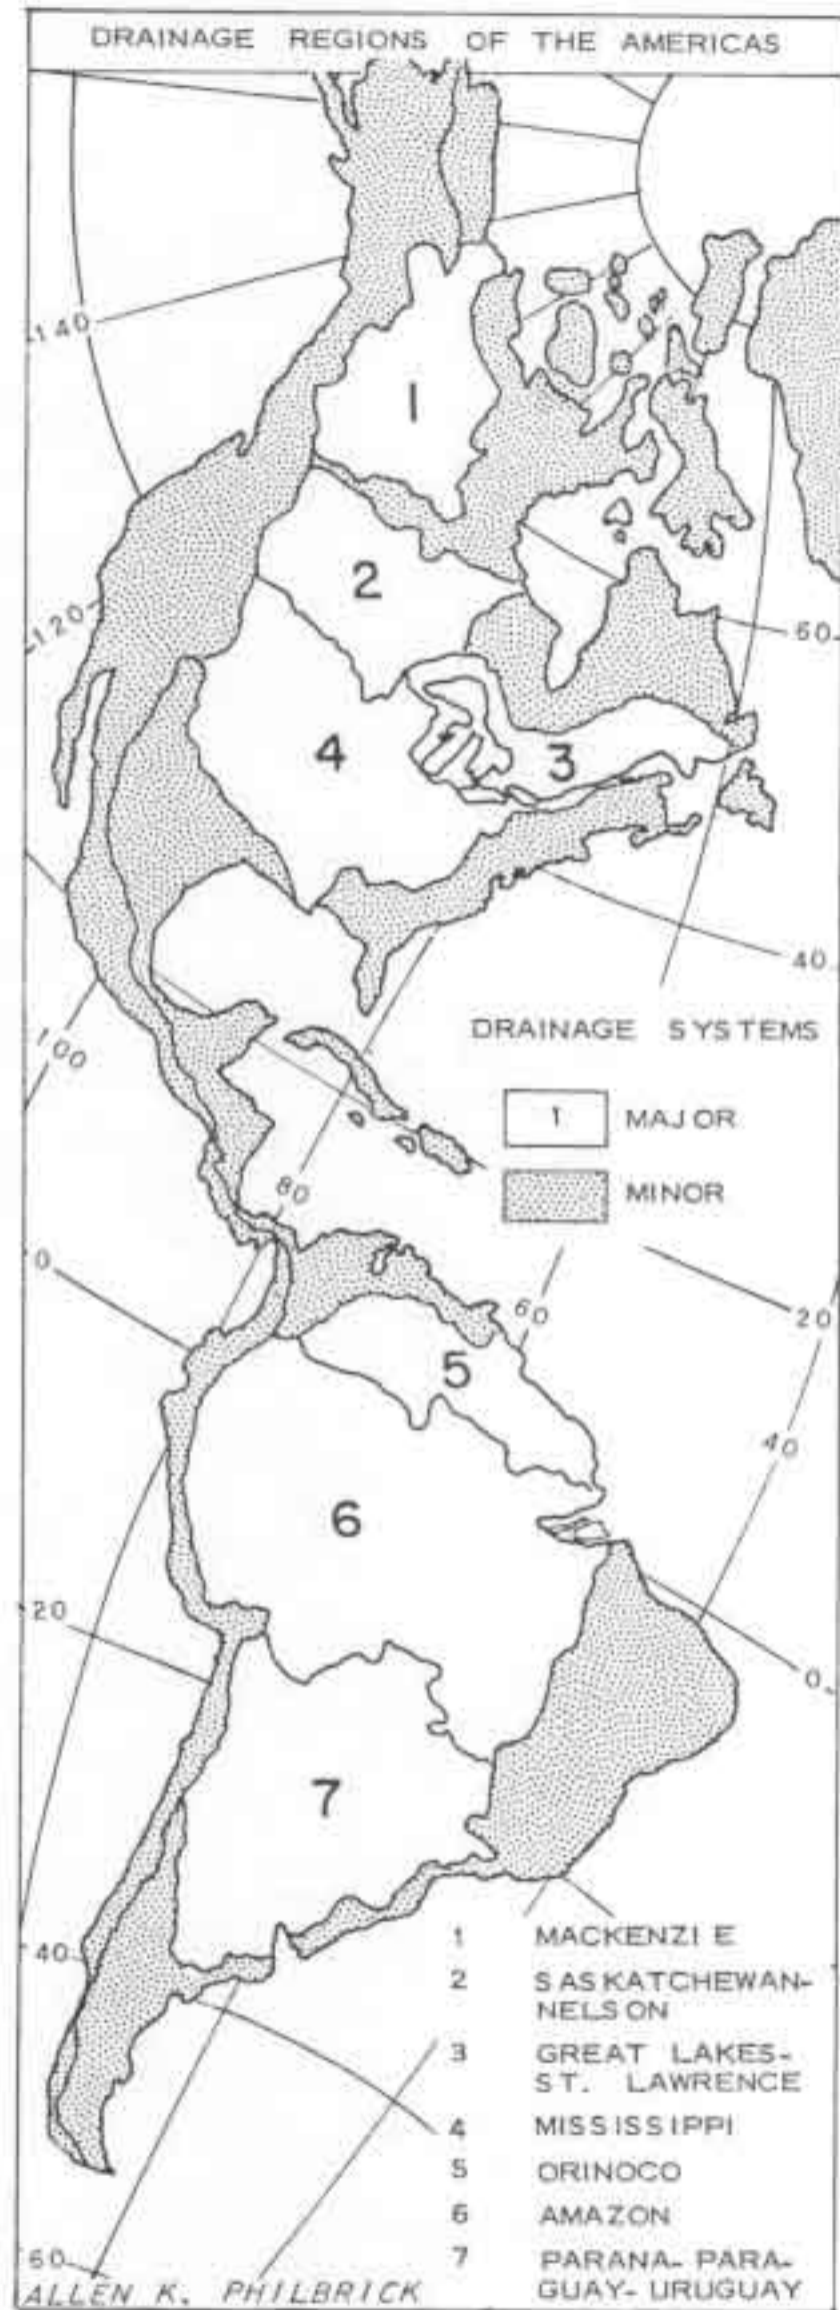 DRAINAGE REGIONS OF THE AMERICAS
140
1
2
120
60
4
3
40
DRAINAGE SYSTEMS
100
1 MAJOR
80
MINOR
0
60
20
5
40
6
20
0
7
1 MACKENZIE
40
2 SASKATCHEWAN-
NELSON
3 GREAT LAKES-
ST. LAWRENCE
4 MISSISSIPPI
5 ORINOCO
6 AMAZON
60
7 PARANA- PARA-
GUAY- URUGUAY
ALLEN K. PHILBRICK